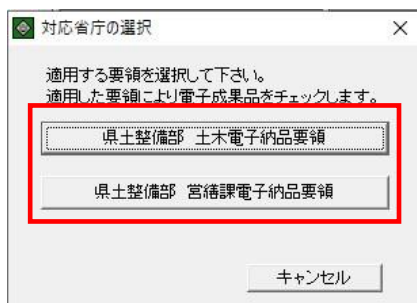 対応省庁の選択
適用する要領を選択して下さい。
適用した要領により電子成果品をチェックします。
県土整備部 土木電子納品要領
県土整備部 営繕課電子納品要領
キャンセル